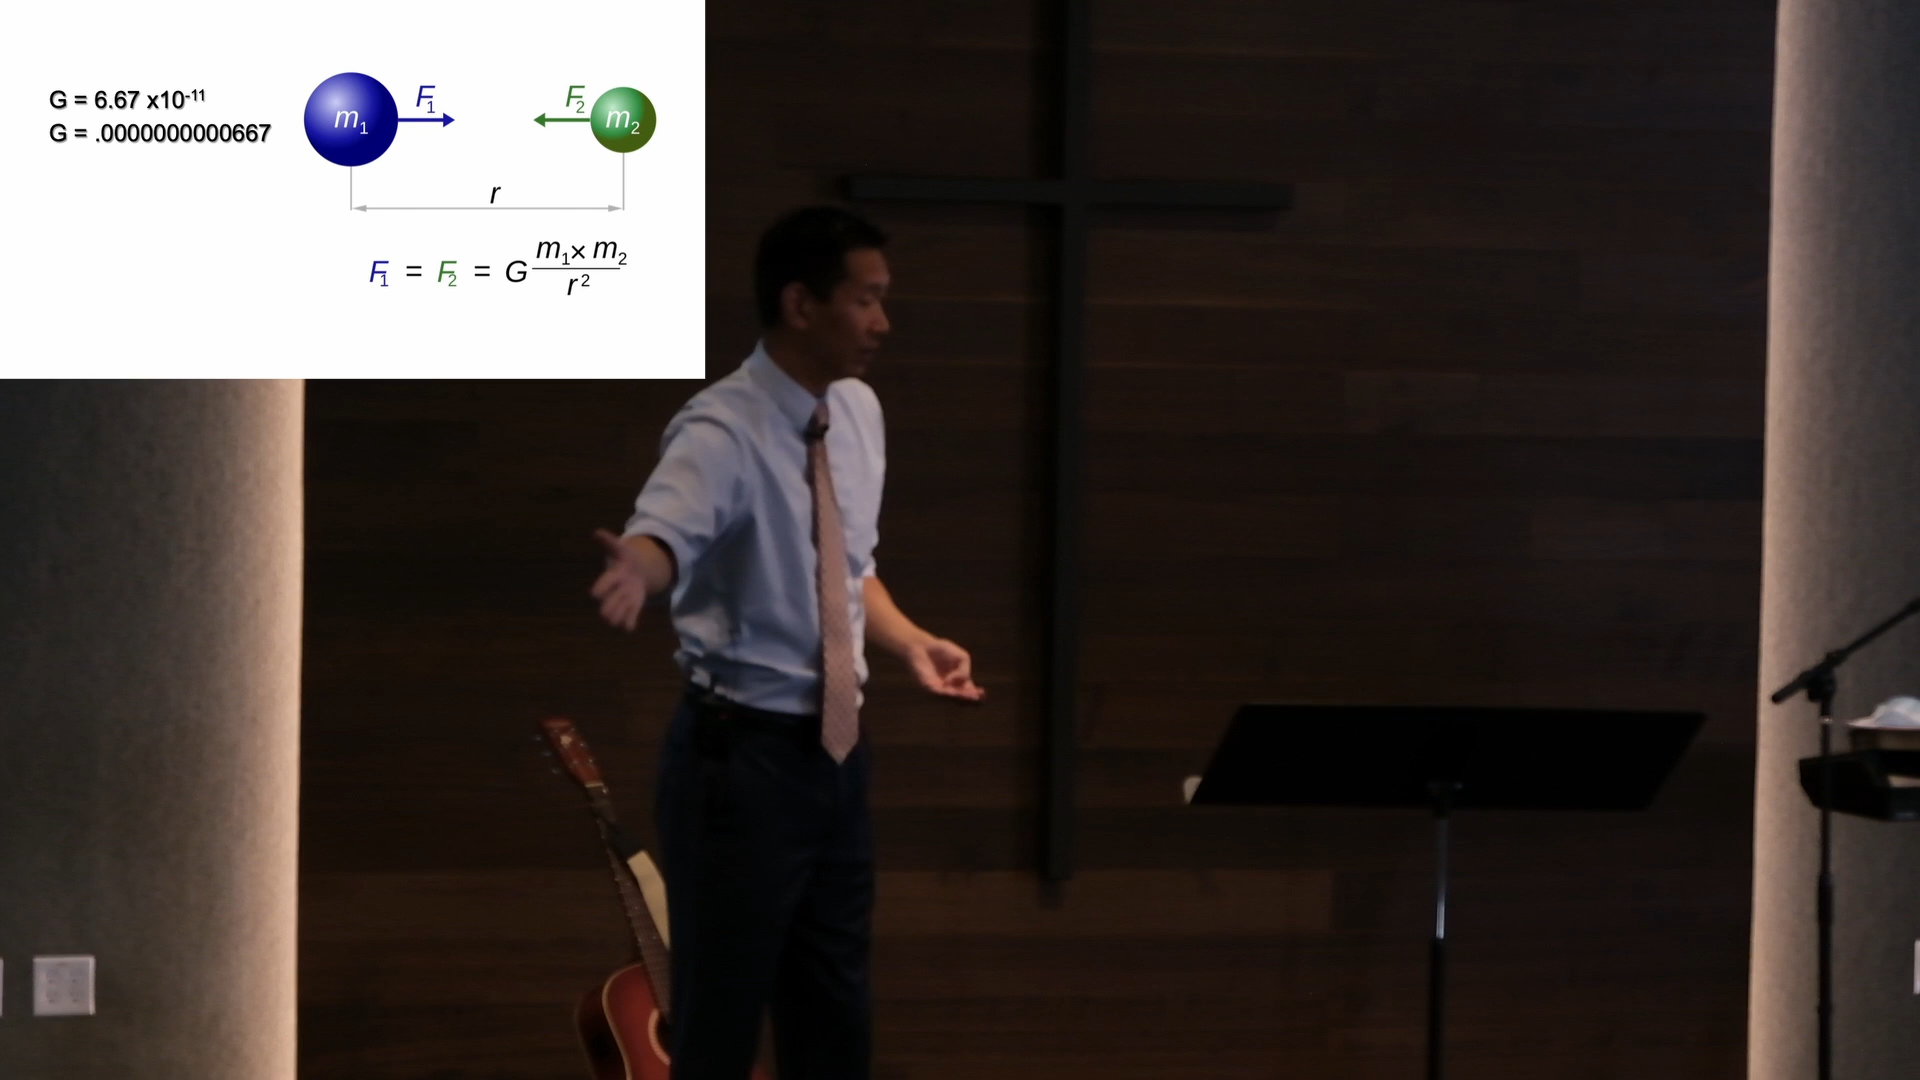 G = 6.67 x10⁻¹¹
G = .0000000000667
m₁ F₁ F₂ m₂
r
F₁ = F₂ = G m₁ × m₂ / r²